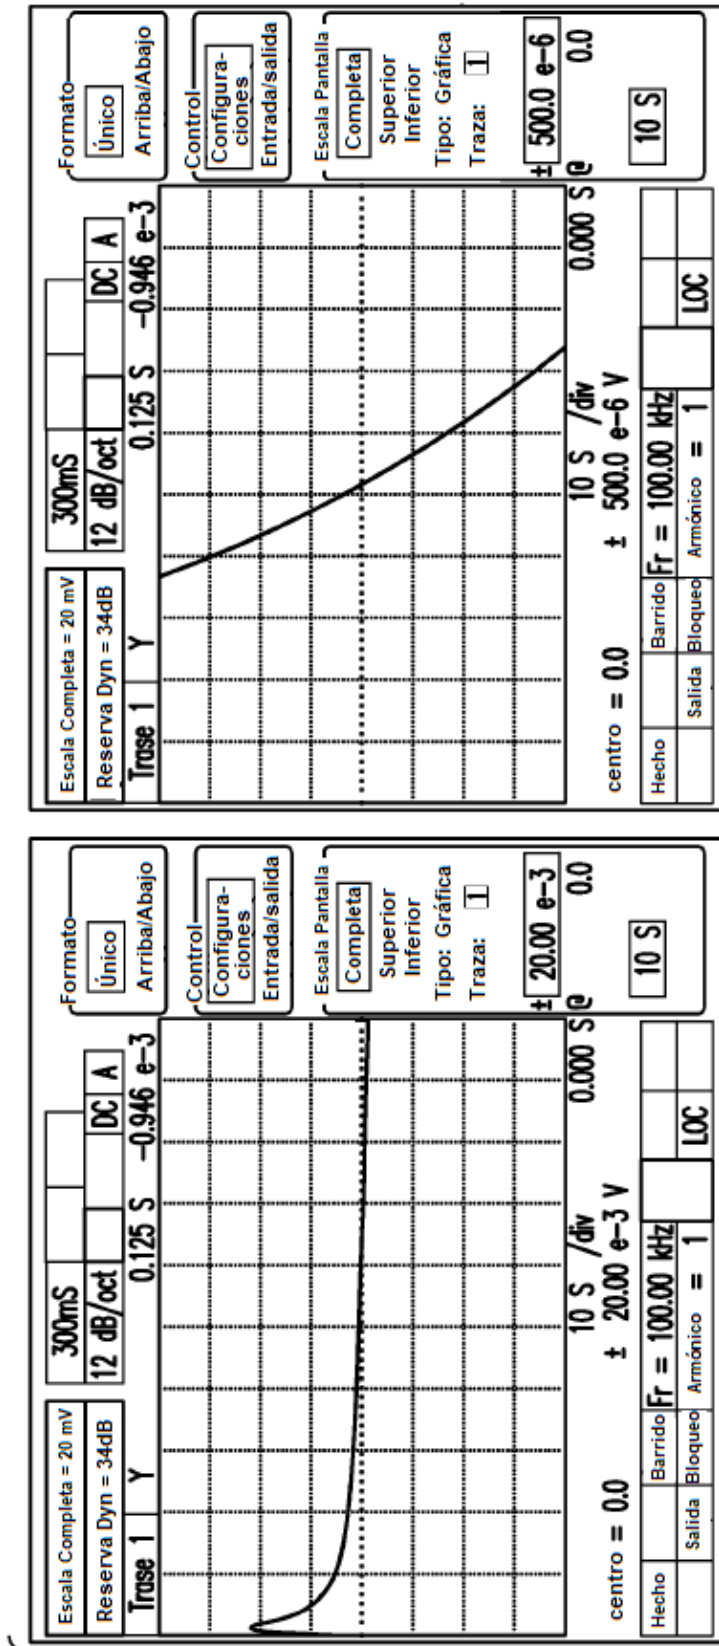 Escala Completa = 20 mV 300mS
Reserva Dyn = 34dB 12 dB/oct DC A
Trase 1 Y 0.125 S −0.946 e−3
10 S /div 0.000 S
centro = 0.0 ± 20.00 e−3 V
Hecho Barrido Fr = 100.00 kHz
Salida Bloqueo Armónico = 1 LOC
Formato
Único
Arriba/Abajo
Control
Configura-
ciones
Entrada/salida
Escala Pantalla
Completa
Superior
Inferior
Tipo: Gráfica
Traza: 1
± 20.00 e−3
@ 0.0
10 S
Escala Completa = 20 mV 300mS
Reserva Dyn = 34dB 12 dB/oct DC A
Trase 1 Y 0.125 S −0.946 e−3
10 S /div 0.000 S
centro = 0.0 ± 500.0 e−6 V
Hecho Barrido Fr = 100.00 kHz
Salida Bloqueo Armónico = 1 LOC
Formato
Único
Arriba/Abajo
Control
Configura-
ciones
Entrada/salida
Escala Pantalla
Completa
Superior
Inferior
Tipo: Gráfica
Traza: 1
± 500.0 e−6
@ 0.0
10 S